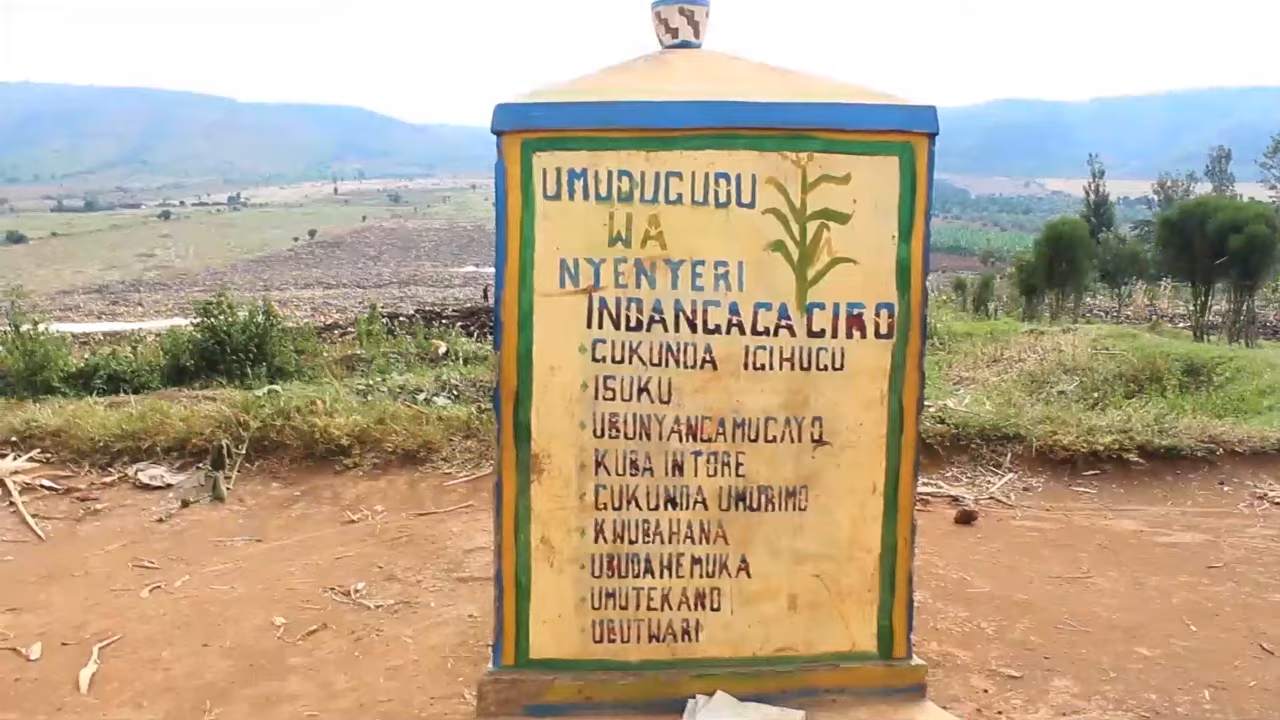 UMUDUGUDU
WA
NYENYERI
INDANGAGACIRO
GUKUNDA IGIHUGU
ISUKU
UBUNYANGAMUGAYO
KUBA INTORE
GUKUNDA UMURIMO
KWUBAHANA
UBUDAHEMUKA
UMUTEKANO
UBUTWARI